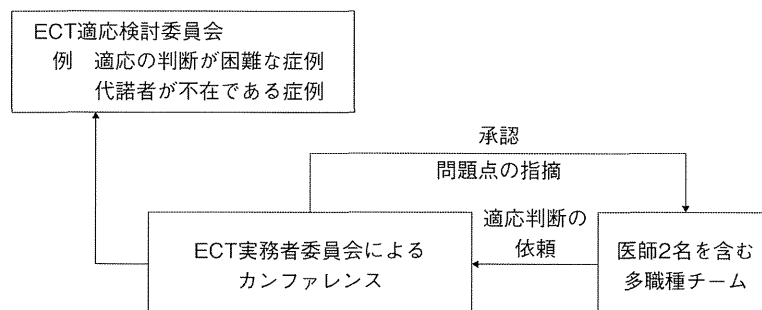 ECT適応検討委員会
例 適応の判断が困難な症例
代諾者が不在である症例
承認
問題点の指摘
適応判断の
依頼
ECT実務者委員会による
カンファレンス
医師2名を含む
多職種チーム